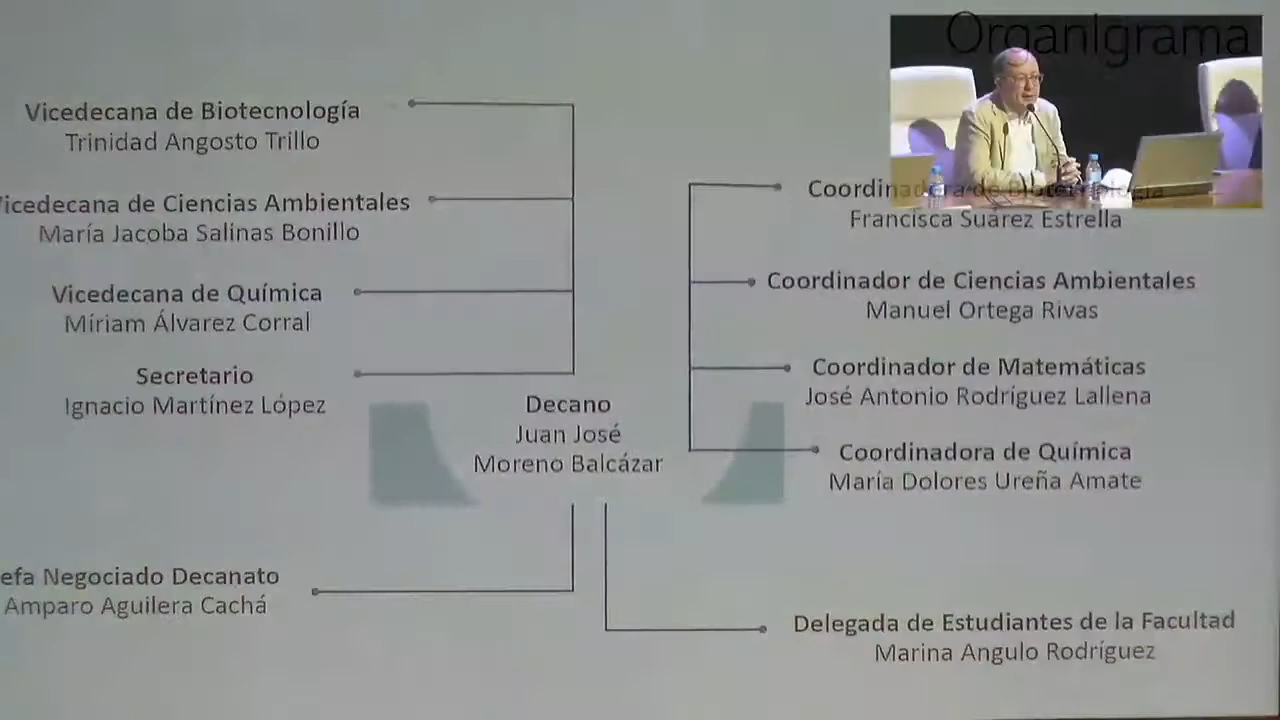 Organigrama
Vicedecana de Biotecnología
Trinidad Angosto Trillo
Vicedecana de Ciencias Ambientales
María Jacoba Salinas Bonillo
Vicedecana de Química
Míriam Álvarez Corral
Secretario
Ignacio Martínez López
Decano
Juan José
Moreno Balcázar
Coordinadora de Biotecnología
Francisca Suárez Estrella
Coordinador de Ciencias Ambientales
Manuel Ortega Rivas
Coordinador de Matemáticas
José Antonio Rodríguez Lallena
Coordinadora de Química
María Dolores Ureña Amate
efa Negociado Decanato
Amparo Aguilera Cachá
Delegada de Estudiantes de la Facultad
Marina Angulo Rodríguez